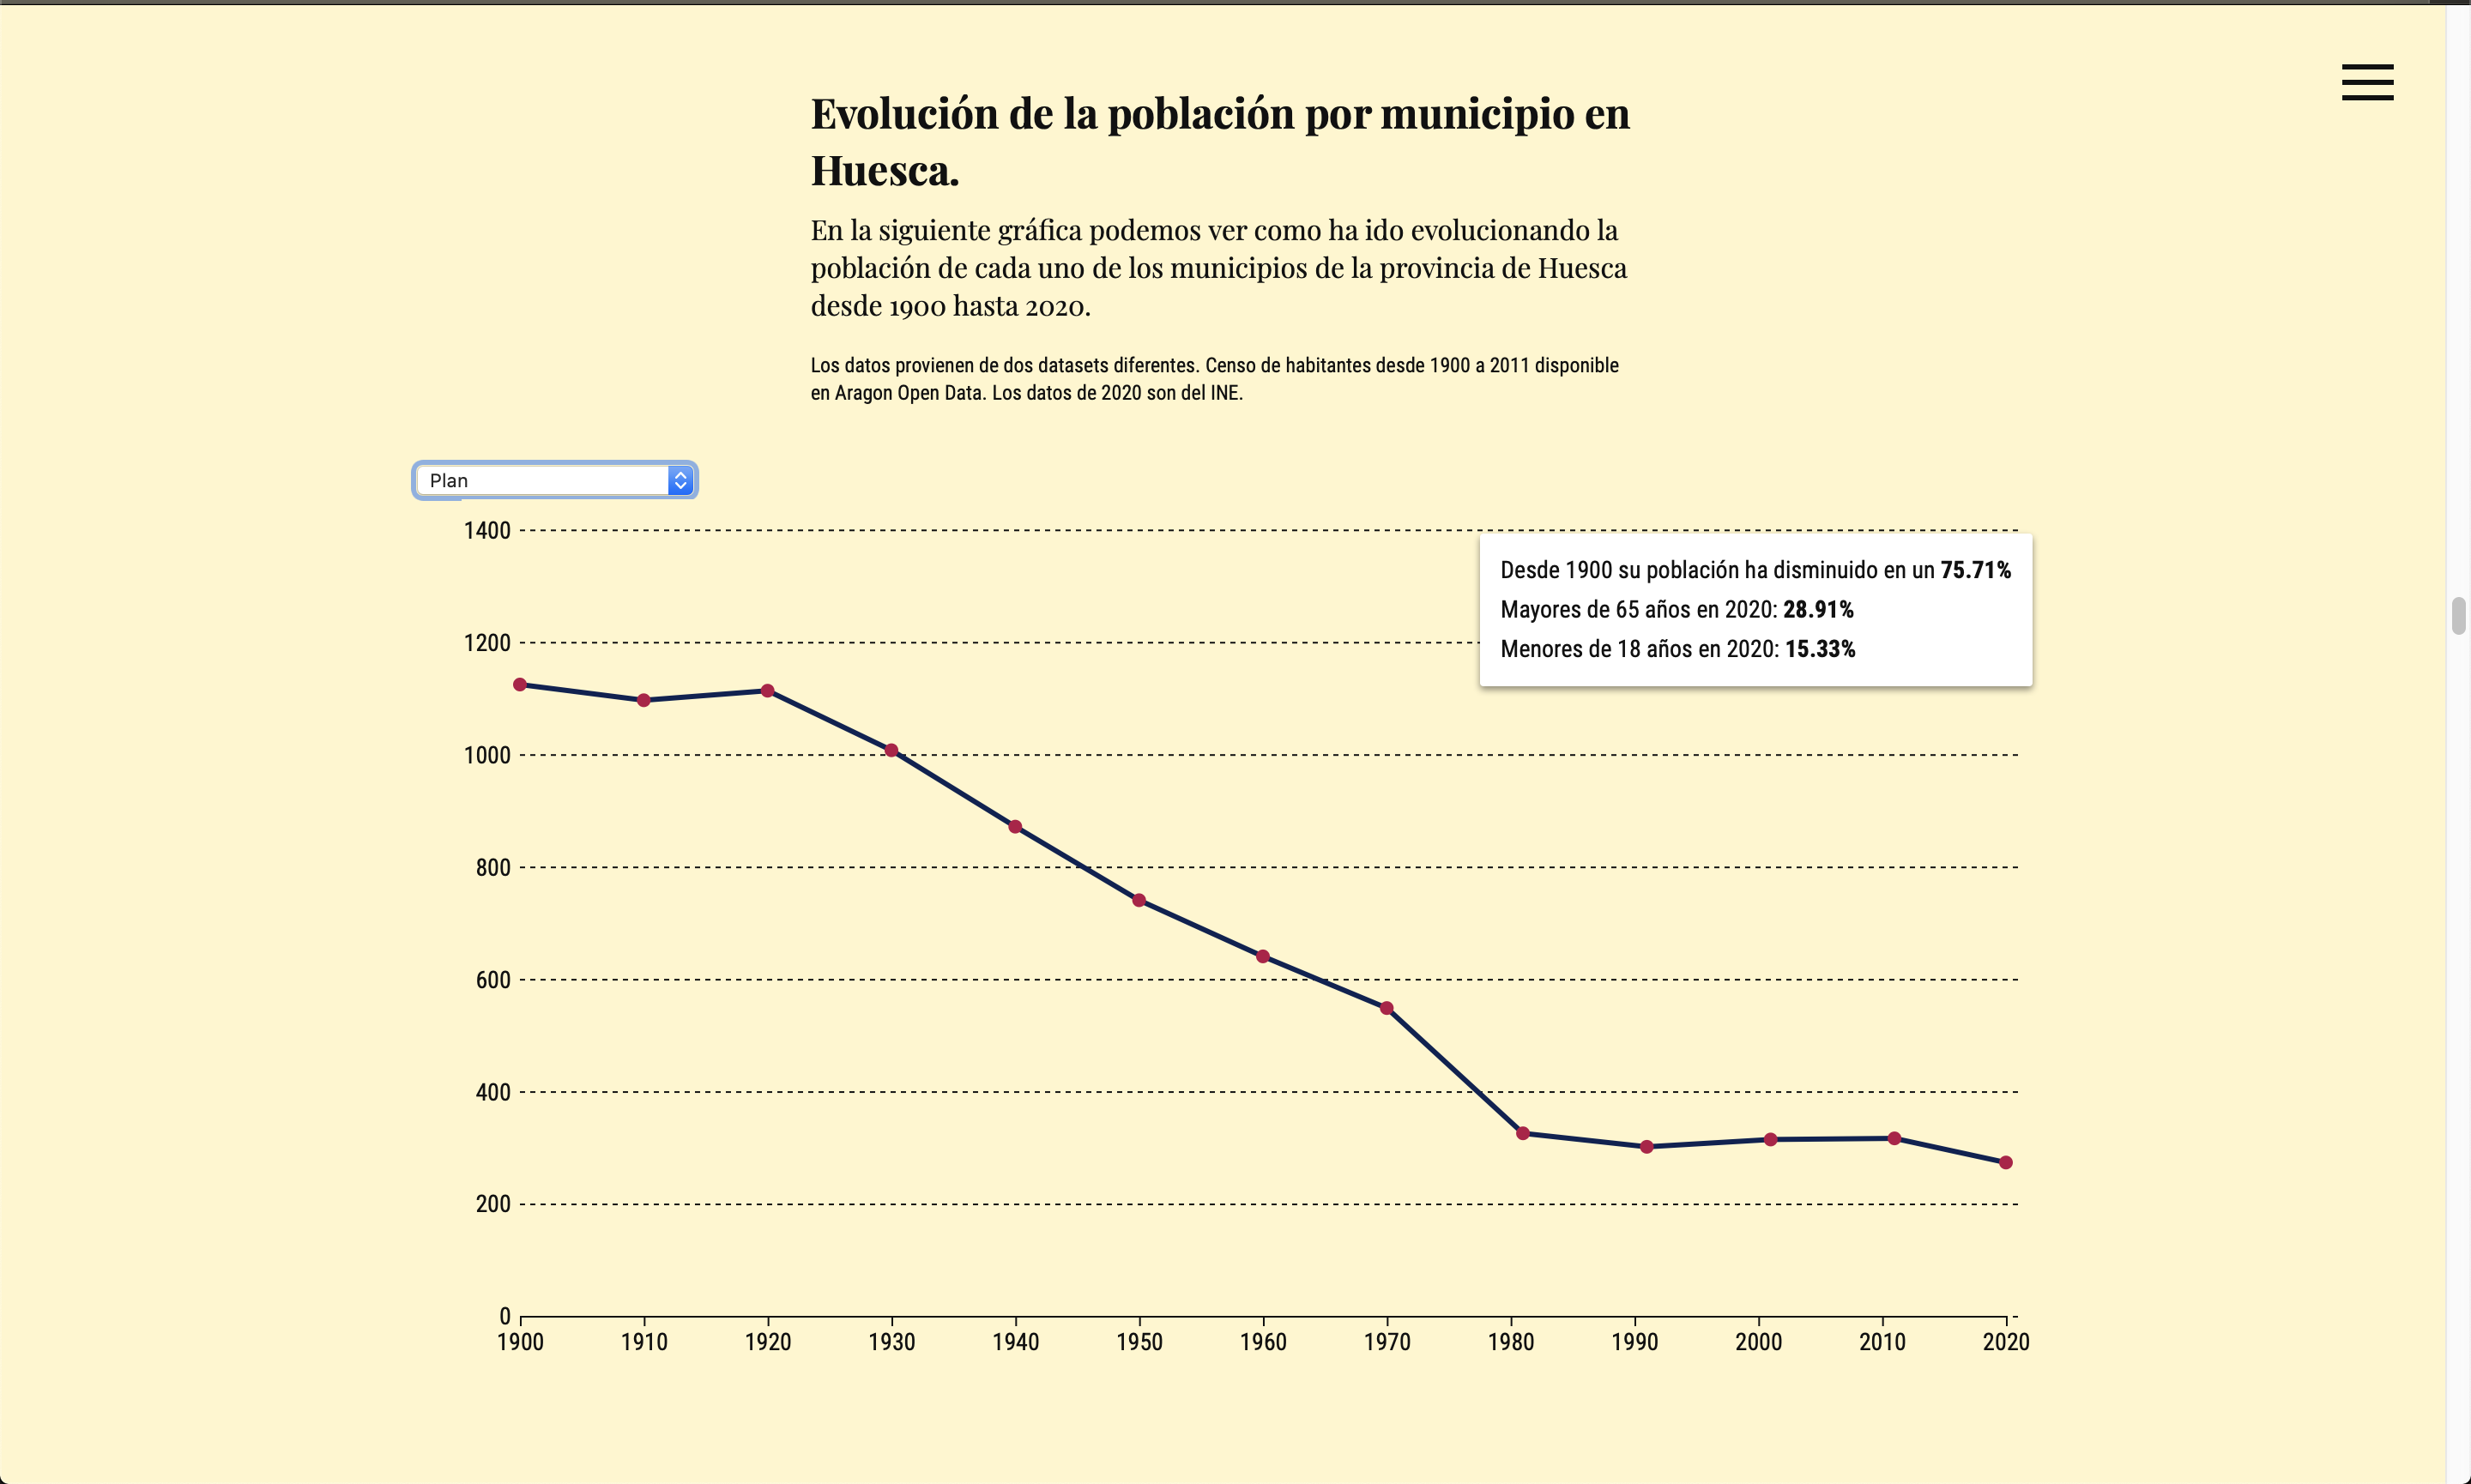 Evolución de la población por municipio en
Huesca.
En la siguiente gráfica podemos ver como ha ido evolucionando la
población de cada uno de los municipios de la provincia de Huesca
desde 1900 hasta 2020.
Los datos provienen de dos datasets diferentes. Censo de habitantes desde 1900 a 2011 disponible
en Aragon Open Data. Los datos de 2020 son del INE.
Plan
1400
Desde 1900 su población ha disminuido en un 75.71%
Mayores de 65 años en 2020: 28.91%
Menores de 18 años en 2020: 15.33%
1200
1000
800
600
400
200
0
1900 1910 1920 1930 1940 1950 1960 1970 1980 1990 2000 2010 2020